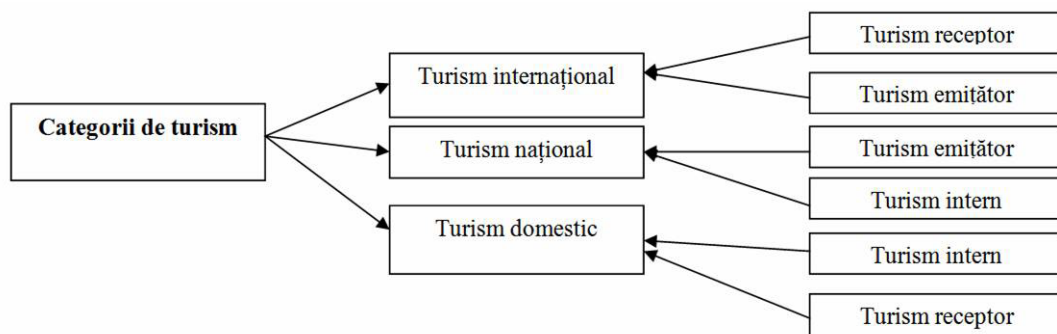 Categorii de turism
Turism internațional
Turism național
Turism domestic
Turism receptor
Turism emițător
Turism emițător
Turism intern
Turism intern
Turism receptor